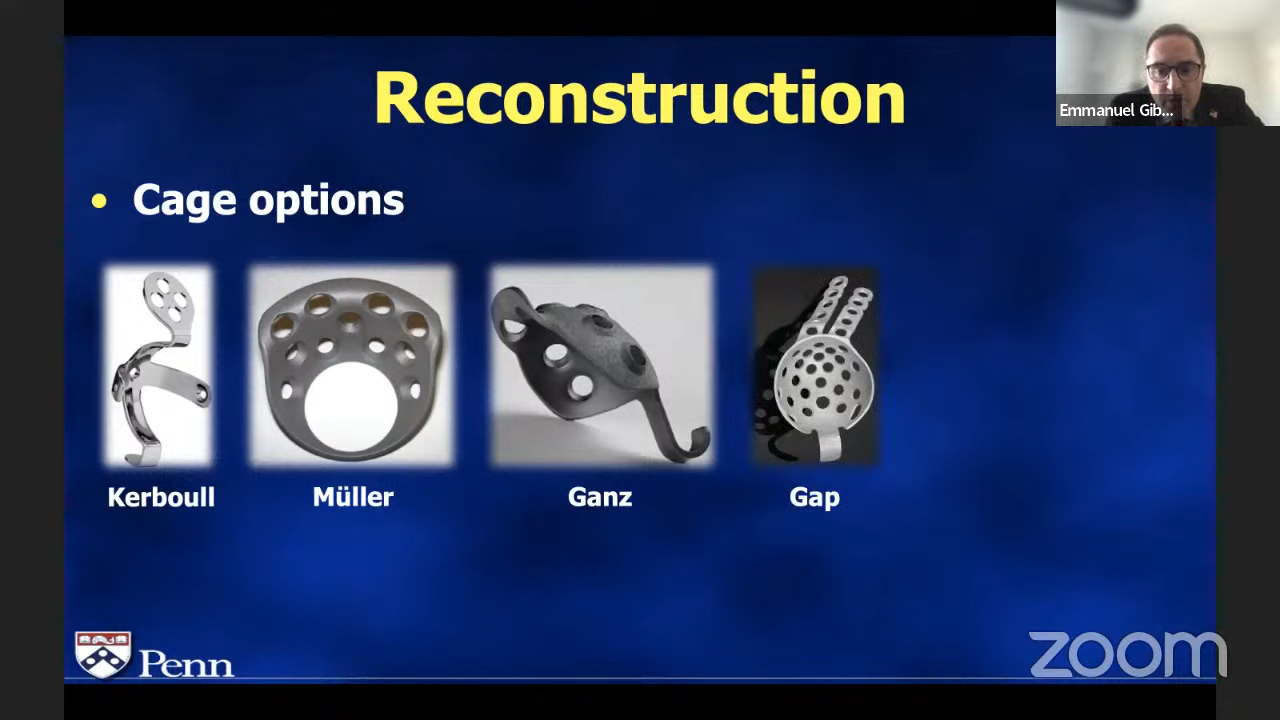 Reconstruction
Emmanuel Gib...
• Cage options
Kerboull
Müller
Ganz
Gap
Penn
zoom